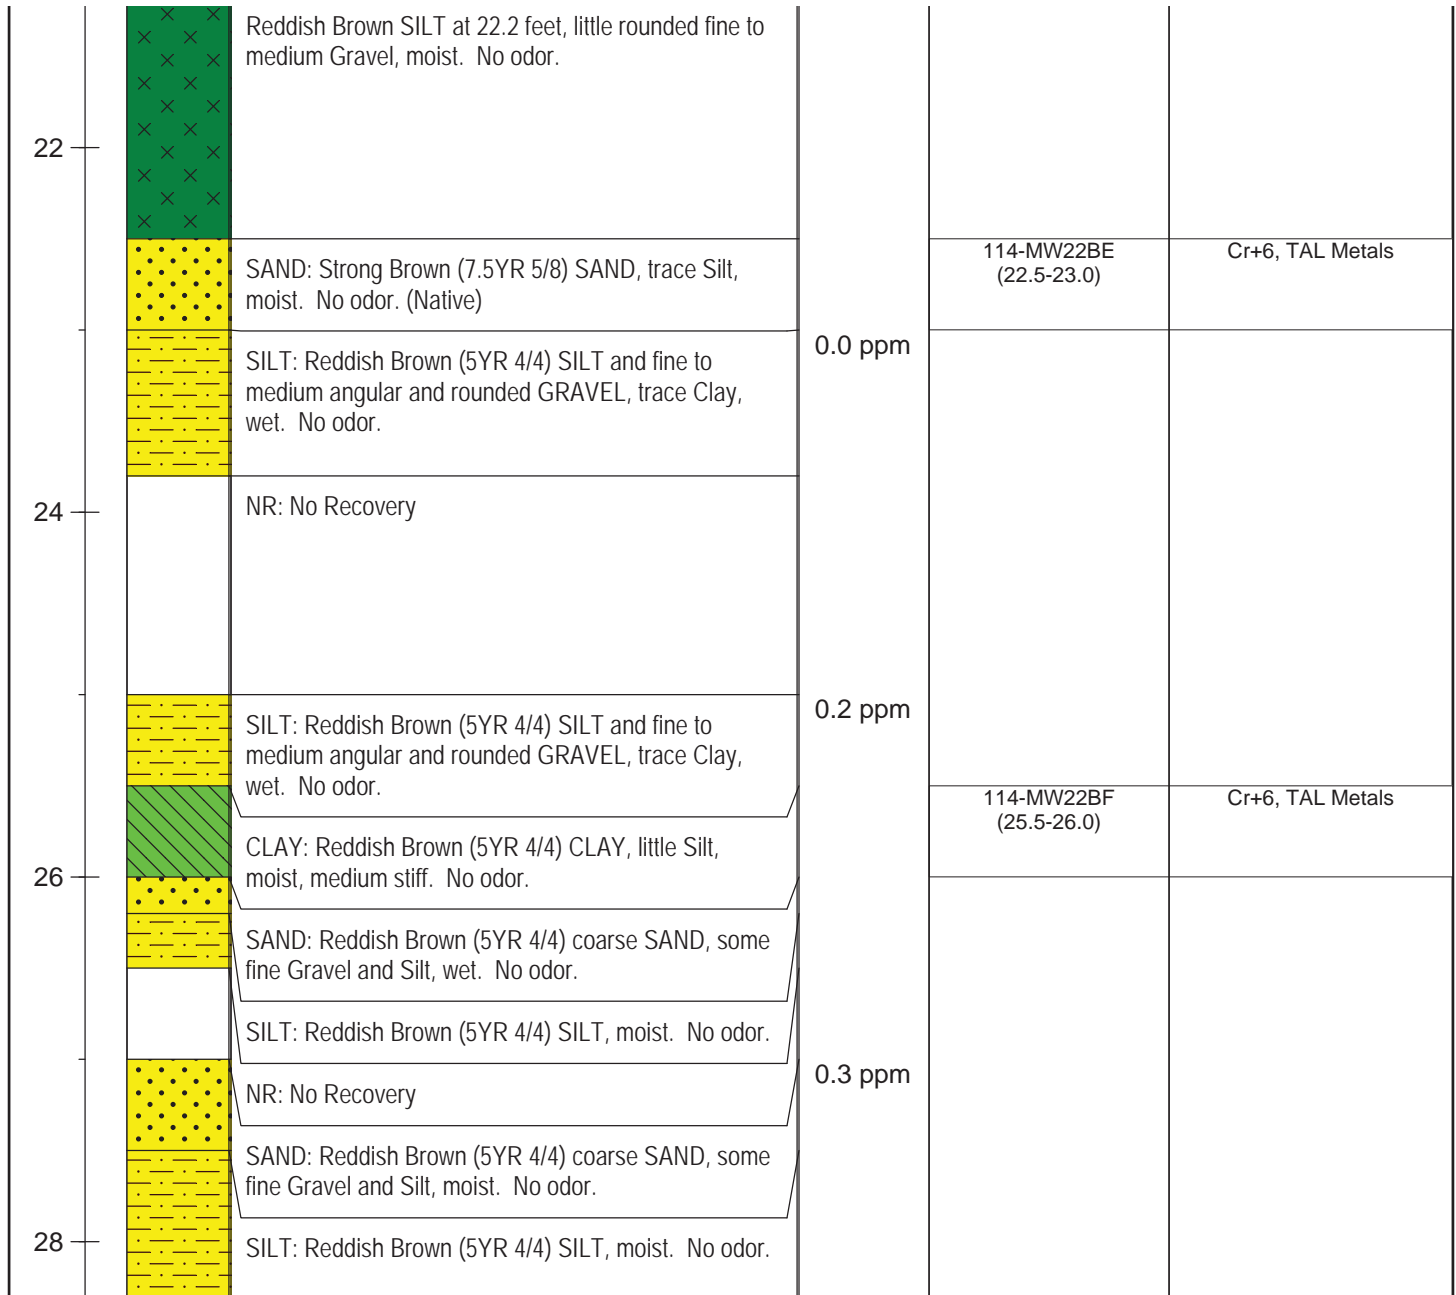 Reddish Brown SILT at 22.2 feet, little rounded fine to
medium Gravel, moist.  No odor.
22
SAND: Strong Brown (7.5YR 5/8) SAND, trace Silt,
moist.  No odor. (Native)
114-MW22BE
(22.5-23.0)
Cr+6, TAL Metals
0.0 ppm
SILT: Reddish Brown (5YR 4/4) SILT and fine to
medium angular and rounded GRAVEL, trace Clay,
wet.  No odor.
24
NR: No Recovery
0.2 ppm
SILT: Reddish Brown (5YR 4/4) SILT and fine to
medium angular and rounded GRAVEL, trace Clay,
wet.  No odor.
114-MW22BF
(25.5-26.0)
Cr+6, TAL Metals
CLAY: Reddish Brown (5YR 4/4) CLAY, little Silt,
moist, medium stiff.  No odor.
26
SAND: Reddish Brown (5YR 4/4) coarse SAND, some
fine Gravel and Silt, wet.  No odor.
SILT: Reddish Brown (5YR 4/4) SILT, moist.  No odor.
0.3 ppm
NR: No Recovery
SAND: Reddish Brown (5YR 4/4) coarse SAND, some
fine Gravel and Silt, moist.  No odor.
28
SILT: Reddish Brown (5YR 4/4) SILT, moist.  No odor.